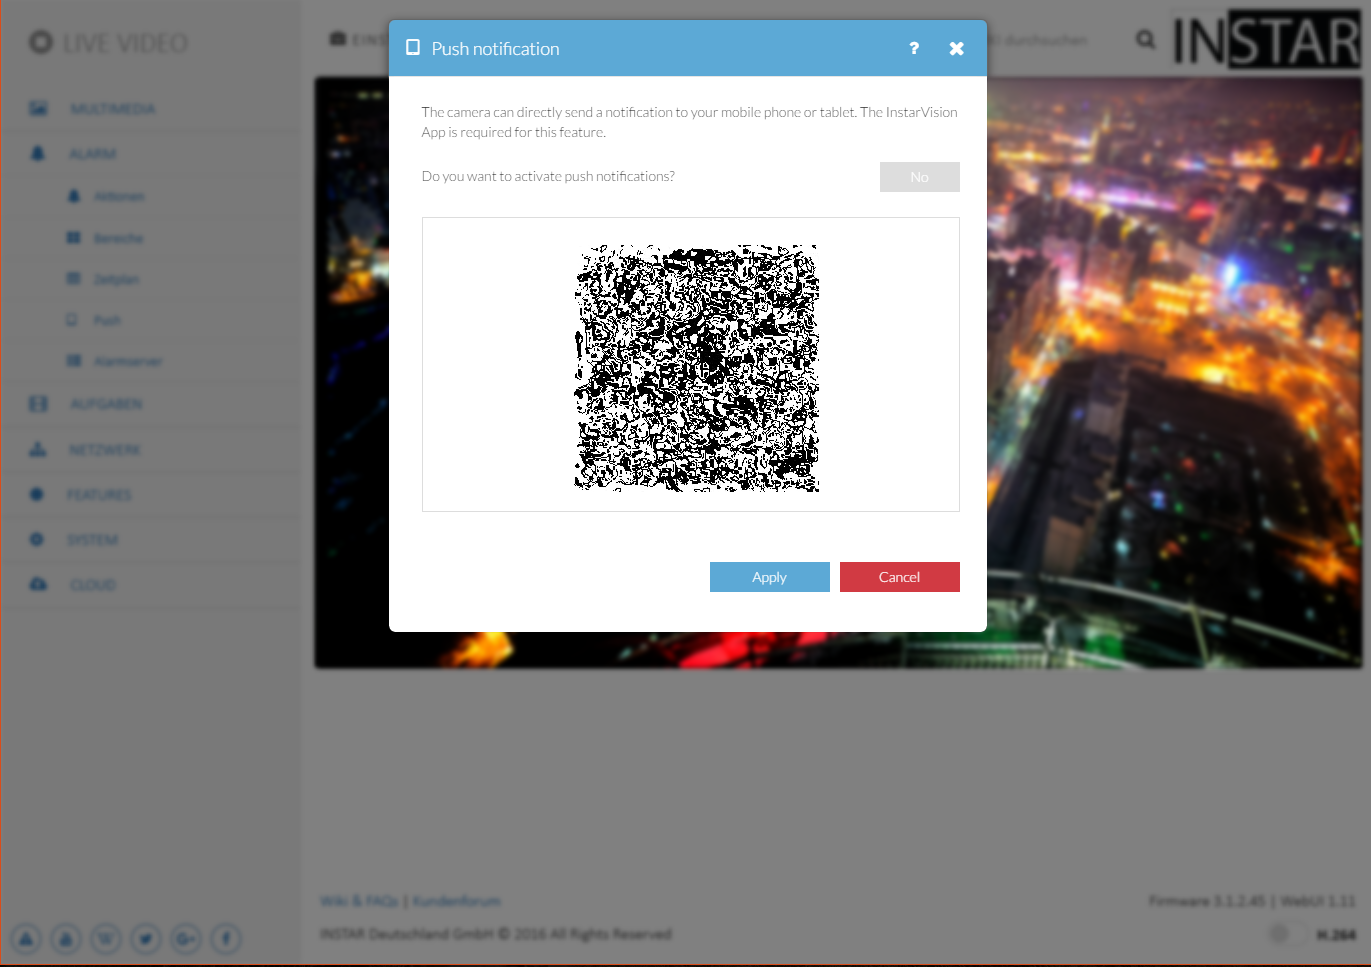 LIVE VIDEO
MULTIMEDIA
ALARM
Aktionen
Bereiche
Zeitplan
Push
Alarmserver
AUFGABEN
NETZWERK
FEATURES
SYSTEM
CLOUD
durchsuchen
INSTAR
Push notification ?
The camera can directly send a notification to your mobile phone or tablet. The InstarVision
App is required for this feature.
Do you want to activate push notifications? No
Apply Cancel
Wiki & FAQs | Kundenforum
Firmware 3.1.2.45 | WebUI 1.11
INSTAR Deutschland GmbH © 2016 All Rights Reserved
H.264